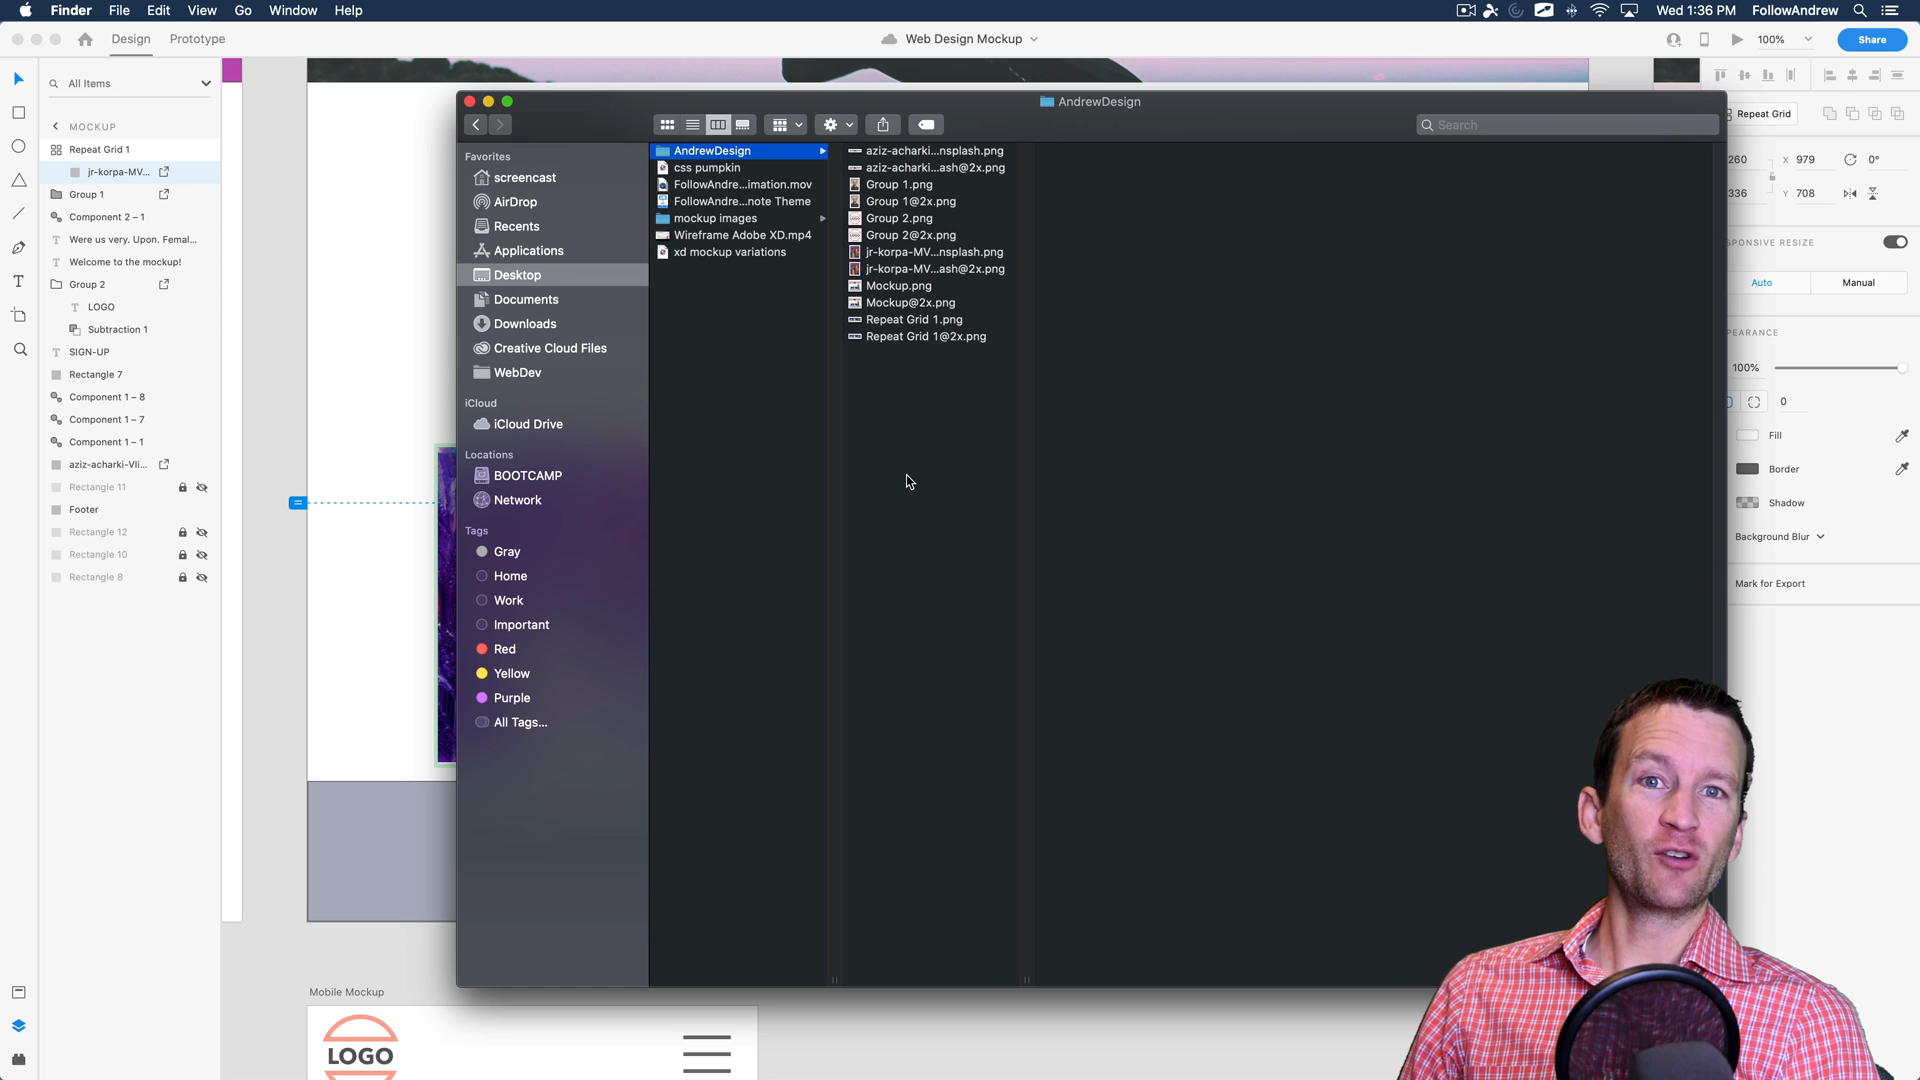 Finder File Edit View Go Window Help
Wed 1:36 PM FollowAndrew
Design Prototype
Web Design Mockup
100%
Share
All Items
MOCKUP
Repeat Grid 1
jr-korpa-MV...
Group 1
Component 2 – 1
Were us very. Upon. Femal...
Welcome to the mockup!
Group 2
LOGO
Subtraction 1
SIGN-UP
Rectangle 7
Component 1 – 8
Component 1 – 7
Component 1 – 1
aziz-acharki-Vli...
Rectangle 11
Footer
Rectangle 12
Rectangle 10
Rectangle 8
AndrewDesign
Search
Favorites
screencast
AirDrop
Recents
Applications
Desktop
Documents
Downloads
Creative Cloud Files
WebDev
iCloud
iCloud Drive
Locations
BOOTCAMP
Network
Tags
Gray
Home
Work
Important
Red
Yellow
Purple
All Tags...
AndrewDesign
css pumpkin
FollowAndre...imation.mov
FollowAndre...note Theme
mockup images
Wireframe Adobe XD.mp4
xd mockup variations
aziz-acharki...nsplash.png
aziz-acharki...ash@2x.png
Group 1.png
Group 1@2x.png
Group 2.png
Group 2@2x.png
jr-korpa-MV...nsplash.png
jr-korpa-MV...ash@2x.png
Mockup.png
Mockup@2x.png
Repeat Grid 1.png
Repeat Grid 1@2x.png
Repeat Grid
260 X 979 0°
336 Y 708
PONSIVE RESIZE
Auto Manual
PEARANCE
100%
0
Fill
Border
Shadow
Background Blur
Mark for Export
Mobile Mockup
LOGO